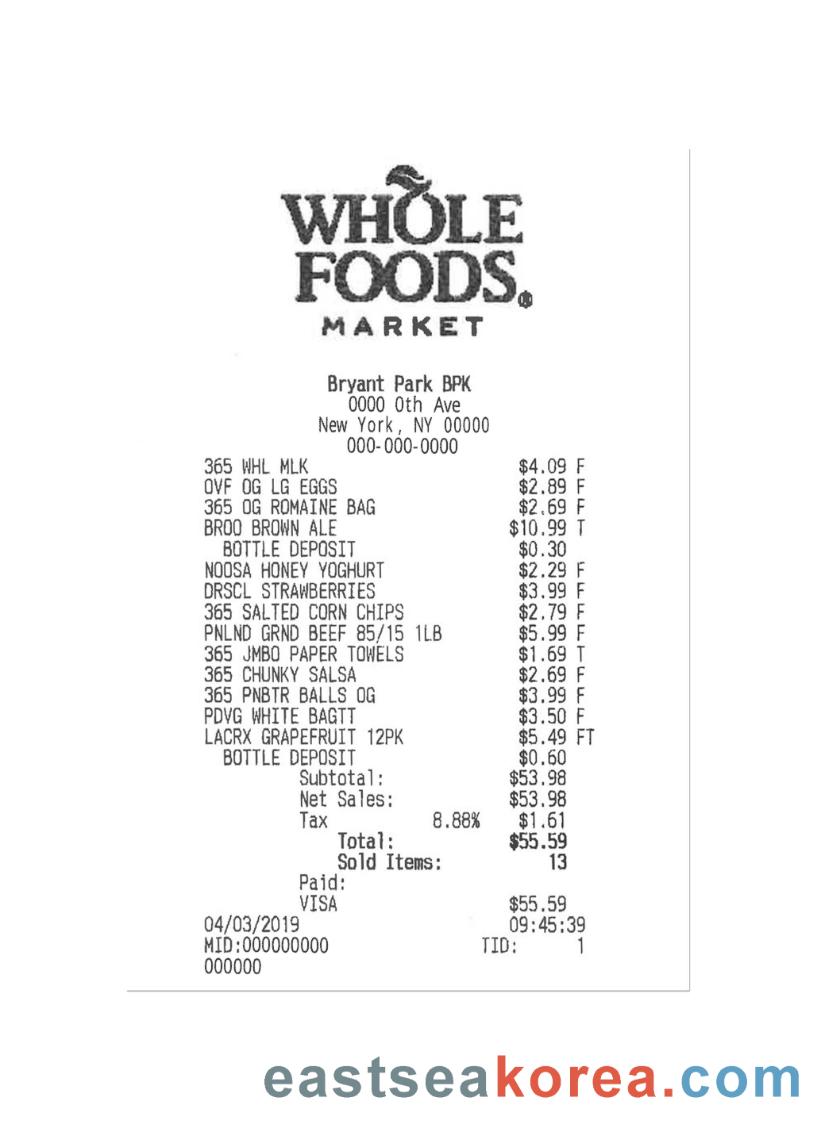 WHOLE
FOODS®
MARKET
Bryant Park BPK
0000 0th Ave
New York, NY 00000
000-000-0000
365 WHL MLK $4.09 F
OVF OG LG EGGS $2.89 F
365 OG ROMAINE BAG $2.69 F
BROO BROWN ALE $10.99 T
BOTTLE DEPOSIT $0.30
NOOSA HONEY YOGHURT $2.29 F
DRSCL STRAWBERRIES $3.99 F
365 SALTED CORN CHIPS $2.79 F
PNLND GRND BEEF 85/15 1LB $5.99 F
365 JMBO PAPER TOWELS $1.69 T
365 CHUNKY SALSA $2.69 F
365 PNBTR BALLS OG $3.99 F
PDVG WHITE BAGTT $3.50 F
LACRX GRAPEFRUIT 12PK $5.49 FT
BOTTLE DEPOSIT $0.60
Subtotal: $53.98
Net Sales: $53.98
Tax 8.88% $1.61
Total: $55.59
Sold Items: 13
Paid:
VISA $55.59
04/03/2019 09:45:39
MID:000000000 TID: 1
000000
eastseakorea.com